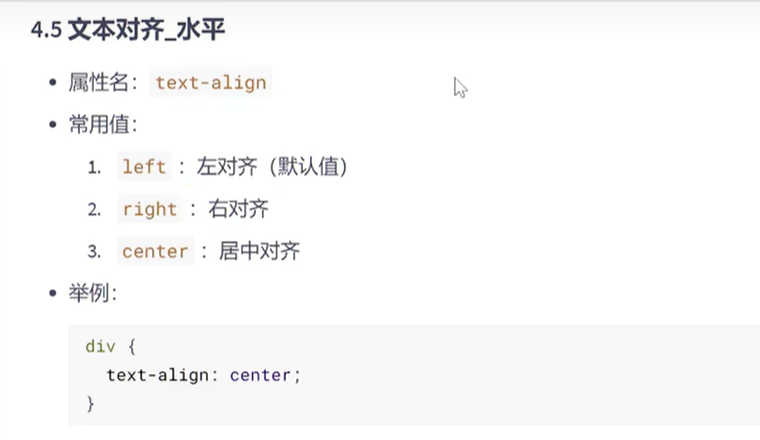 4.5 文本对齐_水平
• 属性名： text-align
• 常用值：
1. left ：左对齐（默认值）
2. right ：右对齐
3. center ：居中对齐
• 举例：
div {
  text-align: center;
}